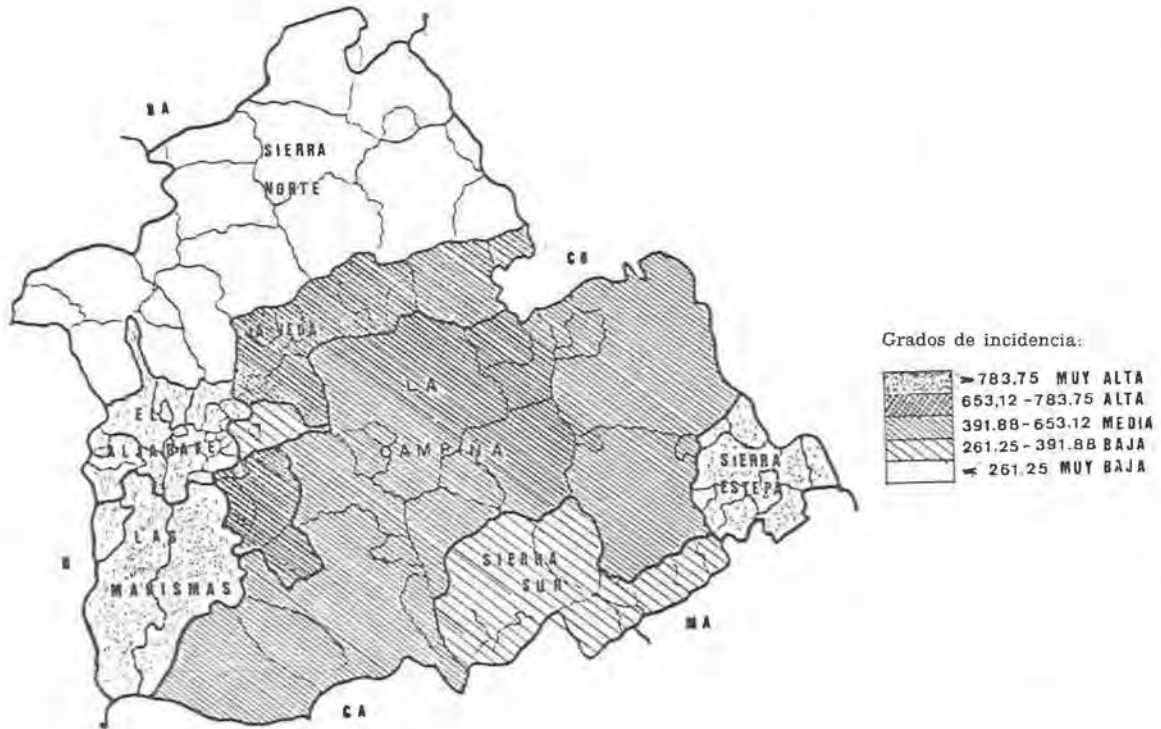 BA
SIERRA
NORTE
CO
LA VEGA
LA
EL
ALJARAFE
CAMPIÑA
SIERRA
ESTEPA
LAS
MARISMAS
H
SIERRA
SUR
MA
CA
Grados de incidencia:
>783.75 MUY ALTA
653,12-783.75 ALTA
391.88-653.12 MEDIA
261.25-391.88 BAJA
< 261.25 MUY BAJA